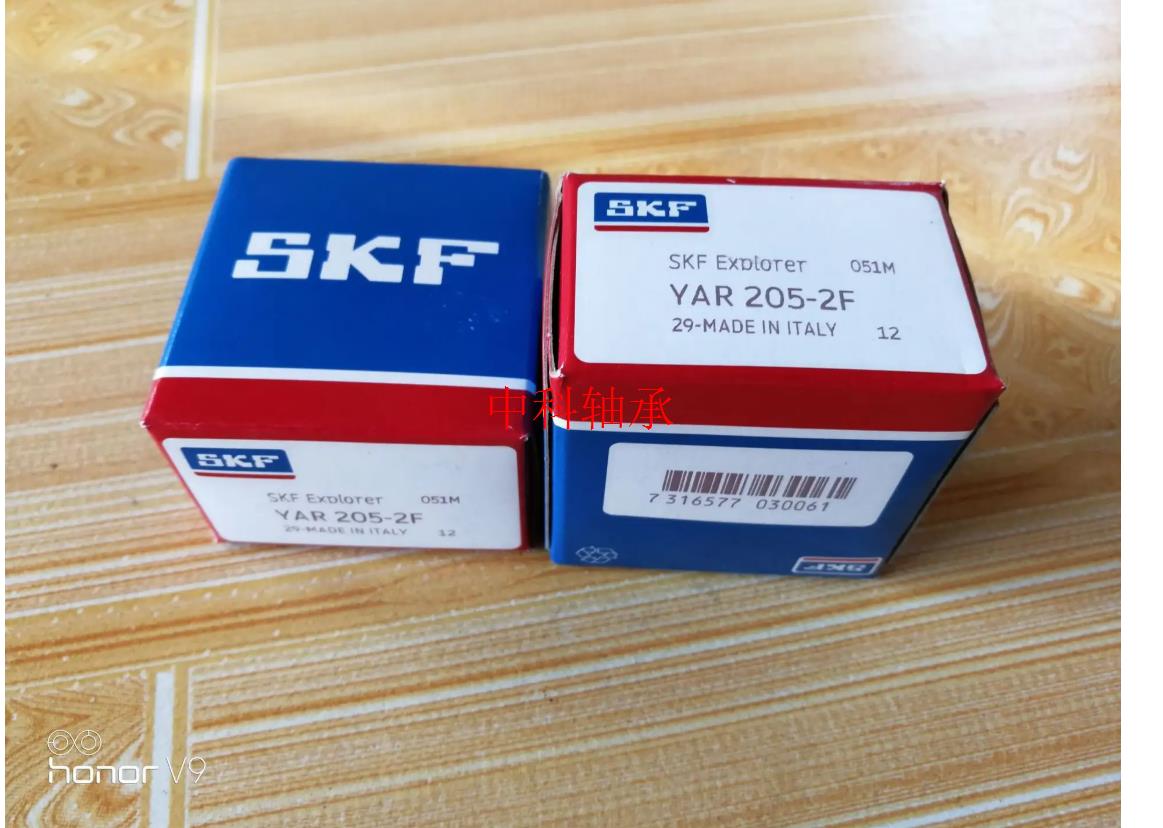 SKF
SKF
SKF Explorer 051M
YAR 205-2F
29-MADE IN ITALY 12
SKF
SKF Explorer 051M
YAR 205-2F
29-MADE IN ITALY 12
7 316577 030061
SKF
中科轴承
honor V9